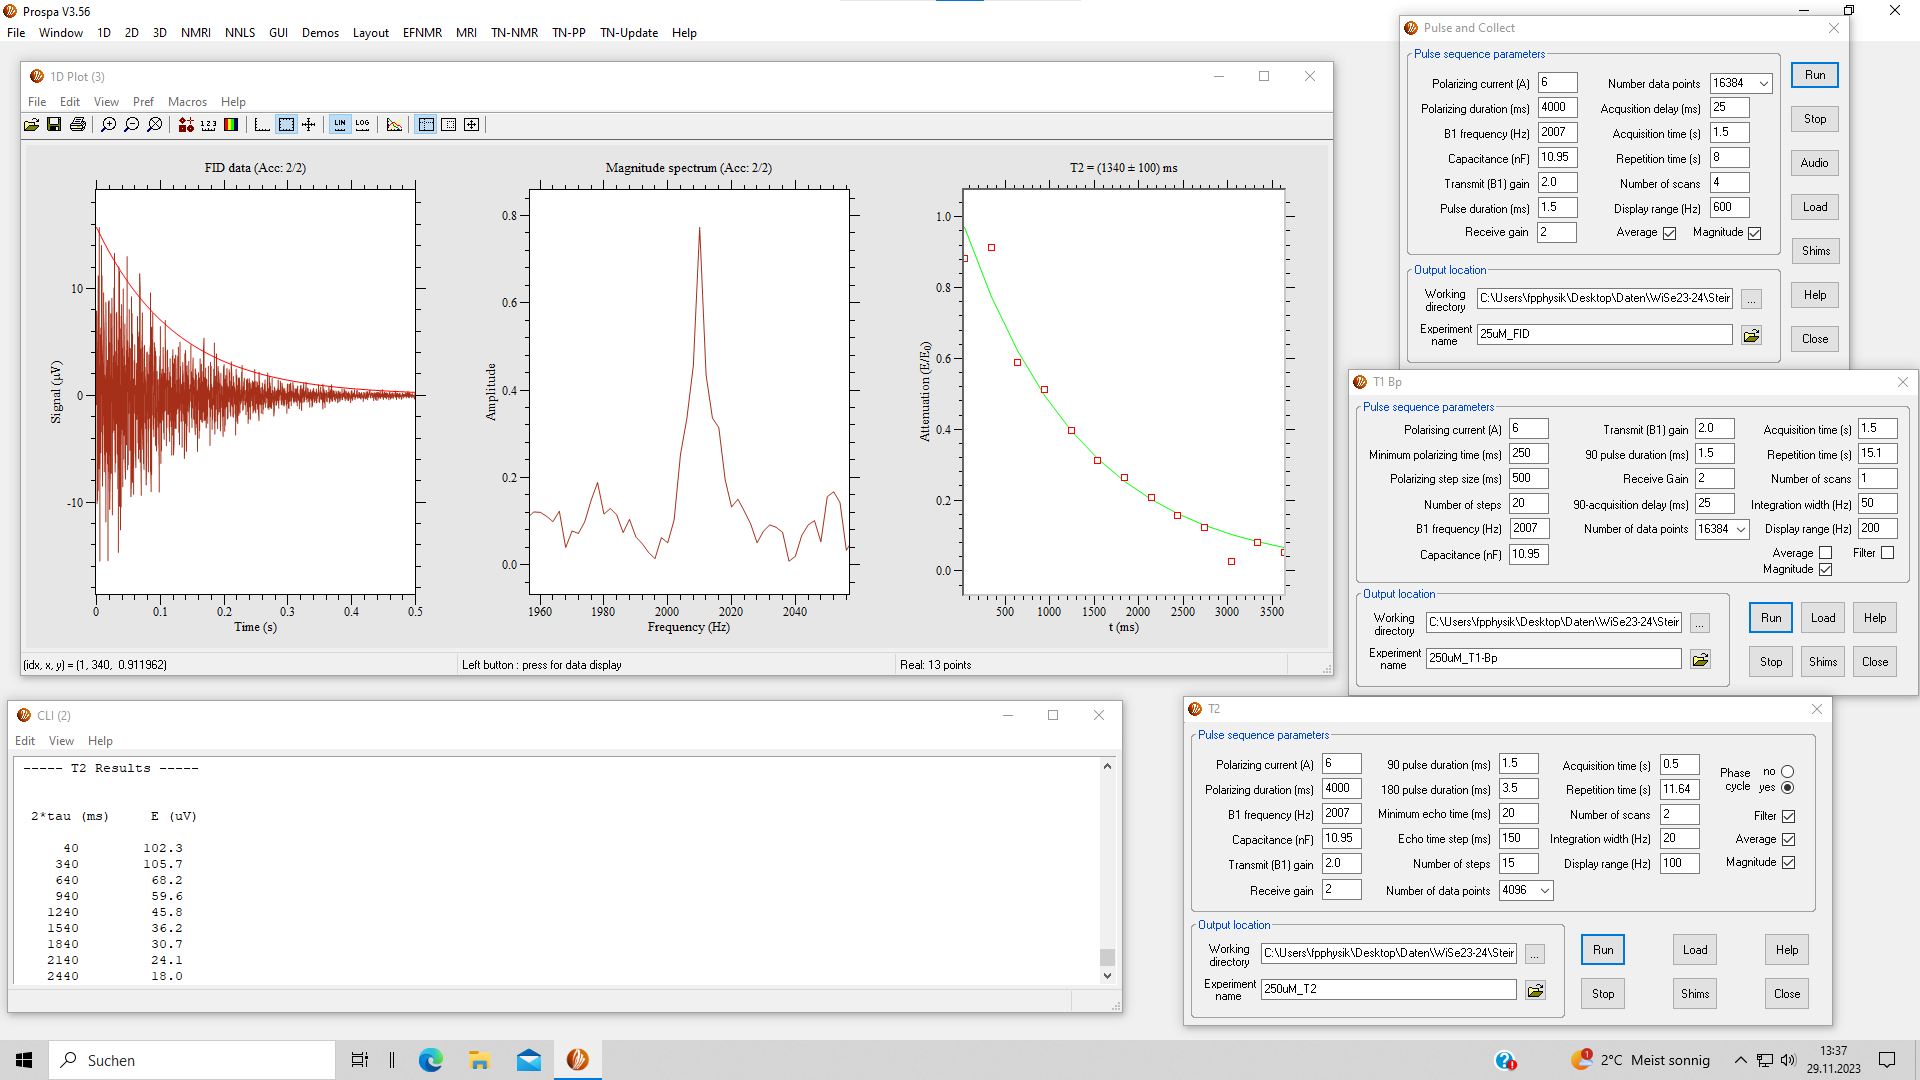 Prospa V3.56
File Window 1D 2D 3D NMRI NNLS GUI Demos Layout EFNMR MRI TN-NMR TN-PP TN-Update Help
1D Plot (3)
File Edit View Pref Macros Help
1 2 3
LIN LOG
FID data (Acc: 2/2)
Signal (μV)
10
0
-10
0 0.1 0.2 0.3 0.4 0.5
Time (s)
Magnitude spectrum (Acc: 2/2)
Amplitude
0.8
0.6
0.4
0.2
0.0
1960 1980 2000 2020 2040
Frequency (Hz)
T2 = (1340 ± 100) ms
Attenuation (E/E0)
1.0
0.8
0.6
0.4
0.2
0.0
500 1000 1500 2000 2500 3000 3500
t (ms)
(idx, x, y) = (1, 340, 0.911962)
Left button : press for data display
Real: 13 points
CLI (2)
Edit View Help
----- T2 Results -----
2*tau (ms) E (uV)
40 102.3
340 105.7
640 68.2
940 59.6
1240 45.8
1540 36.2
1840 30.7
2140 24.1
2440 18.0
Pulse and Collect
Pulse sequence parameters
Polarizing current (A) 6 Number data points 16384
Polarizing duration (ms) 4000 Acqusition delay (ms) 25
B1 frequency (Hz) 2007 Acquisition time (s) 1.5
Capacitance (nF) 10.95 Repetition time (s) 8
Transmit (B1) gain 2.0 Number of scans 4
Pulse duration (ms) 1.5 Display range (Hz) 600
Receive gain 2 Average Magnitude
Run
Stop
Audio
Load
Shims
Help
Close
Output location
Working directory C:\Users\fpphysik\Desktop\Daten\WiSe23-24\Steir ...
Experiment name 25uM_FID
T1 Bp
Pulse sequence parameters
Polarising current (A) 6 Transmit (B1) gain 2.0 Acquisition time (s) 1.5
Minimum polarizing time (ms) 250 90 pulse duration (ms) 1.5 Repetition time (s) 15.1
Polarizing step size (ms) 500 Receive Gain 2 Number of scans 1
Number of steps 20 90-acquisition delay (ms) 25 Integration width (Hz) 50
B1 frequency (Hz) 2007 Number of data points 16384 Display range (Hz) 200
Capacitance (nF) 10.95 Average Filter
Magnitude
Output location
Working directory C:\Users\fpphysik\Desktop\Daten\WiSe23-24\Steir ...
Experiment name 250uM_T1-Bp
Run Load Help
Stop Shims Close
T2
Pulse sequence parameters
Polarizing current (A) 6 90 pulse duration (ms) 1.5 Acquisition time (s) 0.5
Polarizing duration (ms) 4000 180 pulse duration (ms) 3.5 Repetition time (s) 11.64
B1 frequency (Hz) 2007 Minimum echo time (ms) 20 Number of scans 2
Capacitance (nF) 10.95 Echo time step (ms) 150 Integration width (Hz) 20
Transmit (B1) gain 2.0 Number of steps 15 Display range (Hz) 100
Receive gain 2 Number of data points 4096
Phase cycle no yes
Filter
Average
Magnitude
Output location
Working directory C:\Users\fpphysik\Desktop\Daten\WiSe23-24\Steir ...
Experiment name 250uM_T2
Run Load Help
Stop Shims Close
Suchen
1
2°C Meist sonnig
13:37
29.11.2023